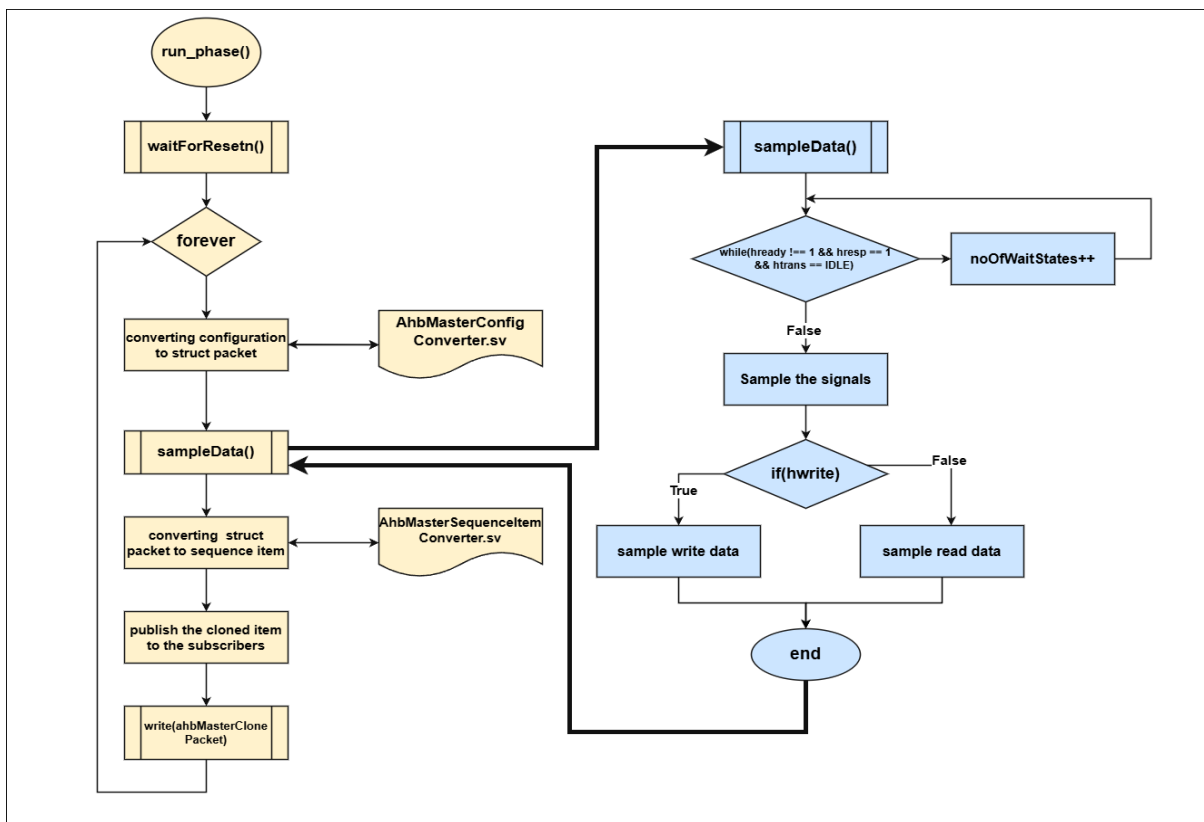 run_phase()
waitForResetn()
forever
converting configuration
to struct packet
AhbMasterConfig
Converter.sv
sampleData()
converting struct
packet to sequence item
AhbMasterSequenceItem
Converter.sv
publish the cloned item
to the subscribers
write(ahbMasterClone
Packet)
sampleData()
while(hready !== 1 && hresp == 1
&& htrans == IDLE)
noOfWaitStates++
False
Sample the signals
if(hwrite)
True
False
sample write data
sample read data
end